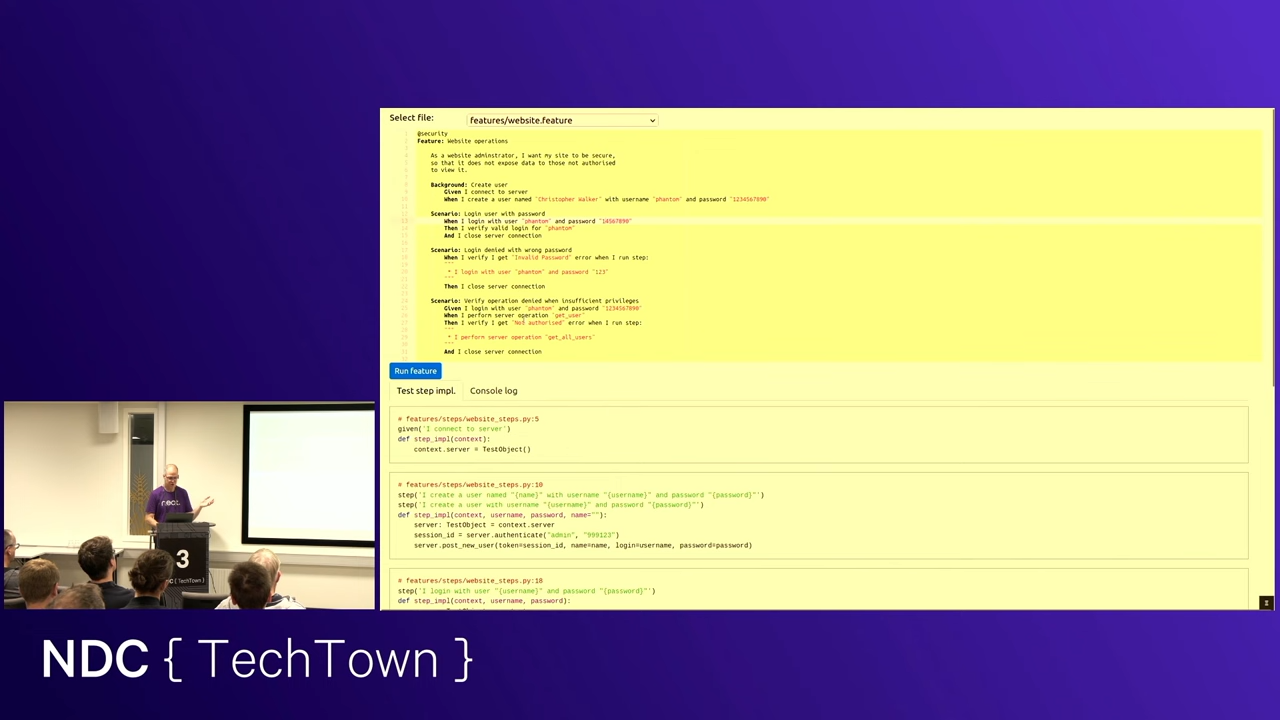 Select file:
features/website.feature
@security
Feature: Website operations
As a website adminstrator, I want my site to be secure,
so that it does not expose data to those not authorised
to view it.
Background: Create user
Given I connect to server
When I create a user named "Christopher Walker" with username "phantom" and password "1234567890"
Scenario: Login user with password
When I login with user "phantom" and password "14567890"
Then I verify valid login for "phantom"
And I close server connection
Scenario: Login denied with wrong password
When I verify I get "Invalid Password" error when I run step:
"""
* I login with user "phantom" and password "123"
"""
Then I close server connection
Scenario: Verify operation denied when insufficient privileges
Given I login with user "phantom" and password "1234567890"
When I perform server operation "get_user"
Then I verify I get "Not authorised" error when I run step:
"""
* I perform server operation "get_all_users"
"""
And I close server connection
Run feature
Test step impl.
Console log
# features/steps/website_steps.py:5
given('I connect to server')
def step_impl(context):
context.server = TestObject()
# features/steps/website_steps.py:10
step('I create a user named "{name}" with username "{username}" and password "{password}"')
step('I create a user with username "{username}" and password "{password}"')
def step_impl(context, username, password, name=""):
server: TestObject = context.server
session_id = server.authenticate("admin", "999123")
server.post_new_user(token=session_id, name=name, login=username, password=password)
# features/steps/website_steps.py:18
step('I login with user "{username}" and password "{password}"')
def step_impl(context, username, password):
3
{ TechTown }
NDC { TechTown }